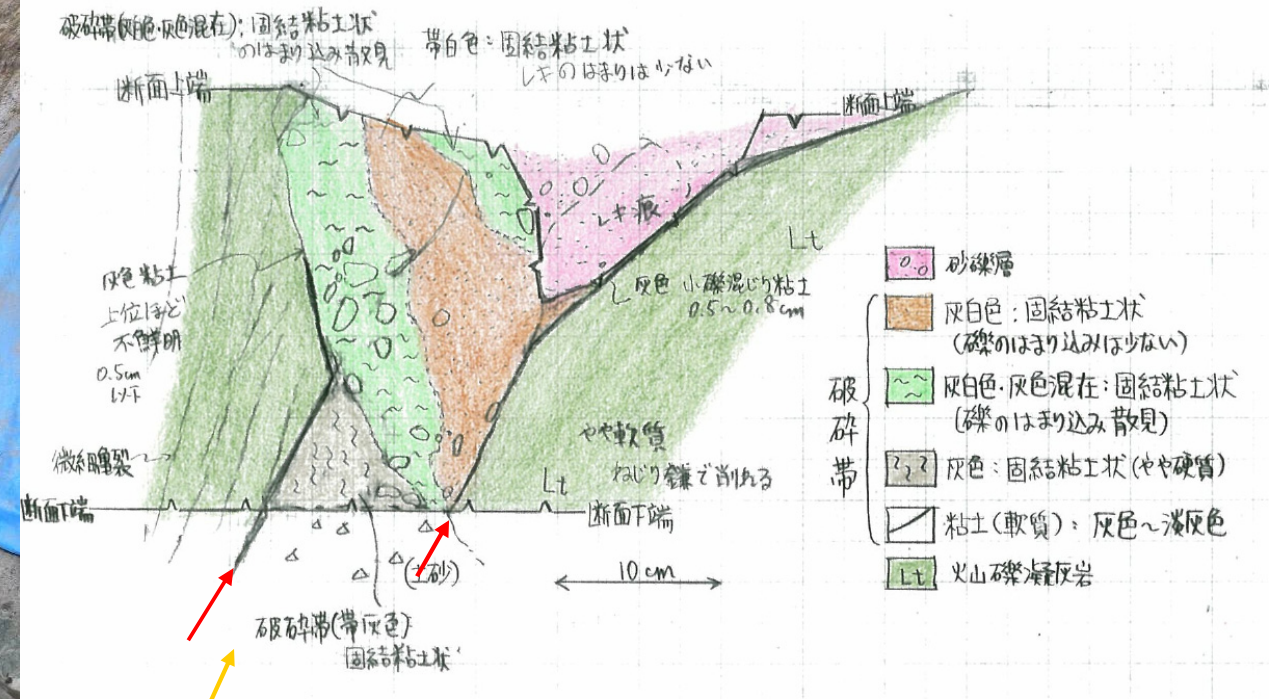 破砕帯(灰白色・灰色混在):固結粘土状
のはまり込み散見
帯白色:固結粘土状
レキのはまりは少ない
断面上端
断面上端
レキ痕
Lt
灰色粘土
上位ほど
不鮮明
0.5cm
以下
灰色 小礫混じり粘土
0.5~0.8cm
微細亀裂
やや軟質
ねじり鎌で削れる
Lt
断面下端
断面下端
(土砂)
10cm
破砕帯(帯灰色)
固結粘土状
砂礫層
破砕帯
灰白色:固結粘土状
(礫のはまり込みは少ない)
灰白色・灰色混在:固結粘土状
(礫のはまり込み散見)
灰色:固結粘土状(やや硬質)
粘土(軟質):灰色~淡灰色
Lt 火山礫凝灰岩